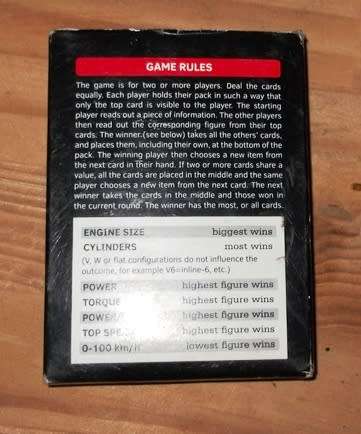 GAME RULES
The game is for two or more players. Deal the cards
equally. Each player holds their pack in such a way that
only the top card is visible to the player. The starting
player reads out a piece of information. The other players
then read out the corresponding figure from their top
cards. The winner (see below) takes all the others' cards,
and places them, including their own, at the bottom of
the pack. The winning player then chooses a new item from
the next card in their hand. If two or more cards share a
value, all the cards are placed in the middle and the same
player chooses a new item from the next card. The next
winner takes the cards in the middle and those won in
the current round. The winner has the most, or all cards.
ENGINE SIZE biggest wins
CYLINDERS most wins
(V, W or flat configurations do not influence the
outcome, for example V6=inline-6, etc.)
POWER highest figure wins
TORQUE highest figure wins
highest figure wins
TOP highest figure wins
0-100 km/h lowest figure wins